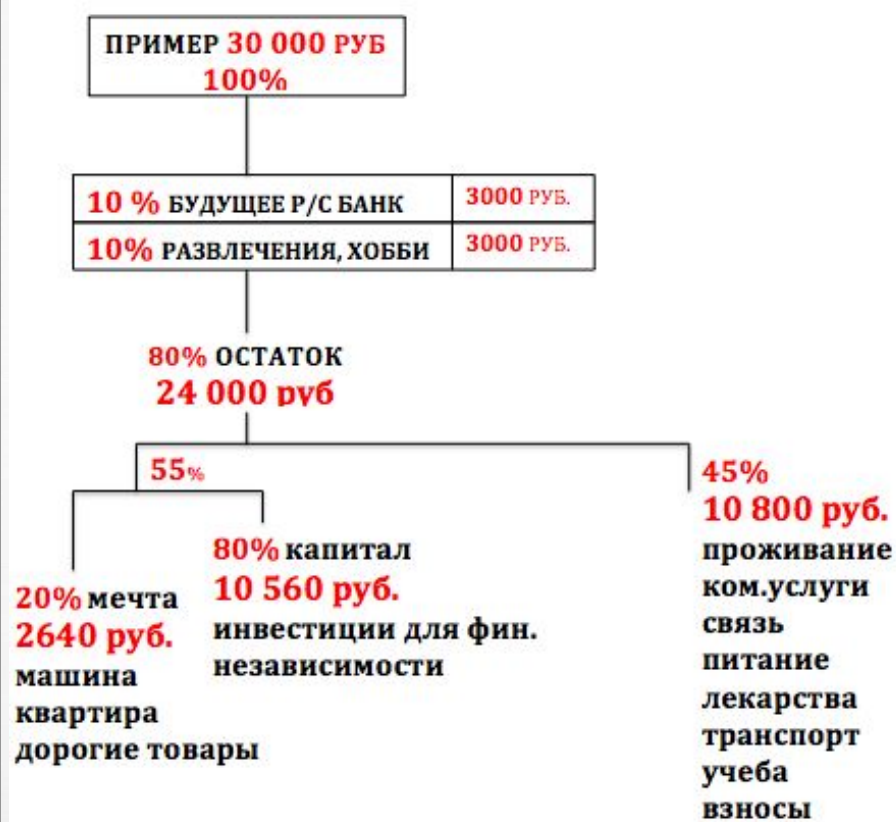 ПРИМЕР 30 000 РУБ
100%
10 % БУДУЩЕЕ Р/С БАНК 3000 РУБ.
10% РАЗВЛЕЧЕНИЯ, ХОББИ 3000 РУБ.
80% ОСТАТОК
24 000 руб
55%
20% мечта
2640 руб.
машина
квартира
дорогие товары
80% капитал
10 560 руб.
инвестиции для фин.
независимости
45%
10 800 руб.
проживание
ком.услуги
связь
питание
лекарства
транспорт
учеба
взносы